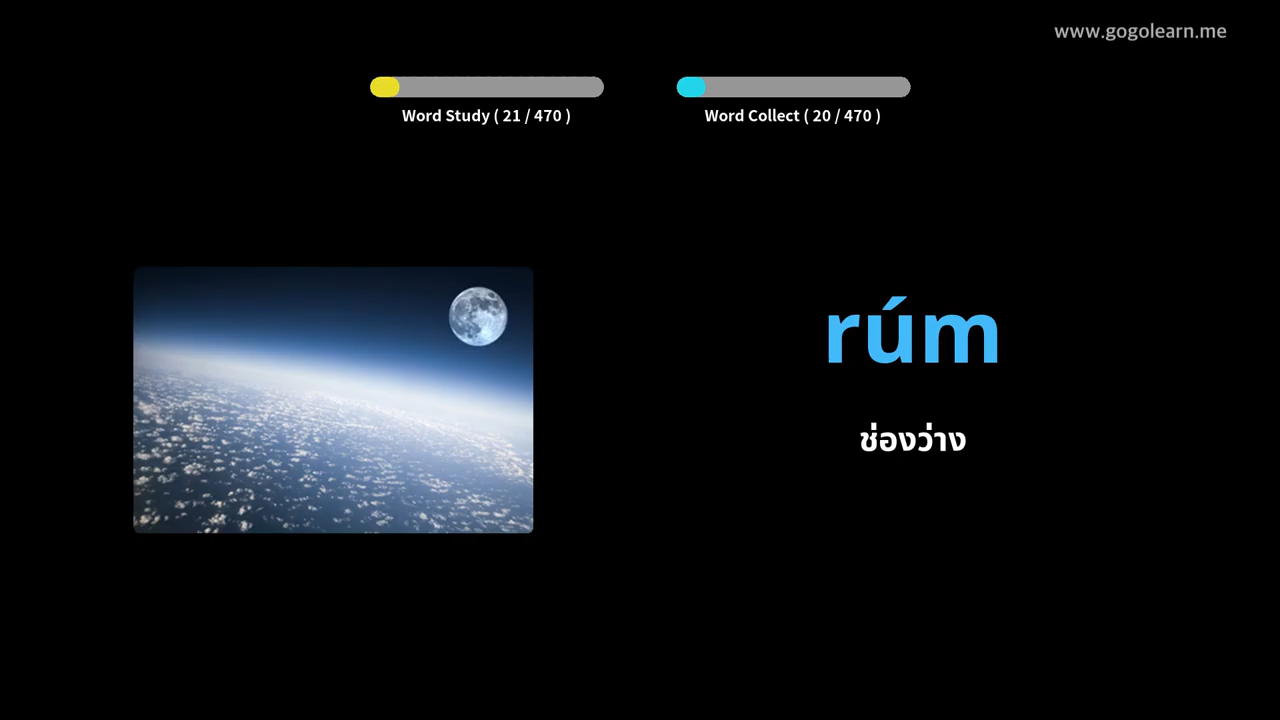 www.gogolearn.me
Word Study ( 21 / 470 )
Word Collect ( 20 / 470 )
rúm
ช่องว่าง